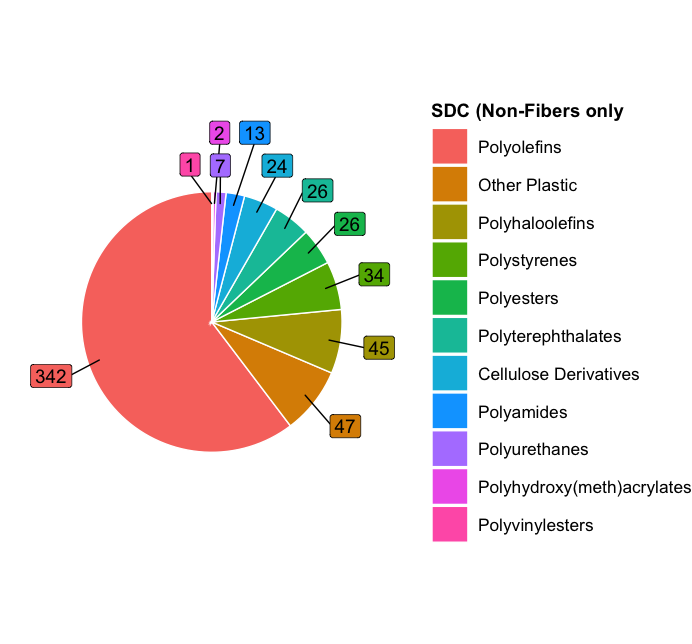 SDC (Non-Fibers only
2
13
1
7
24
26
26
34
45
342
47
Polyolefins
Other Plastic
Polyhaloolefins
Polystyrenes
Polyesters
Polyterephthalates
Cellulose Derivatives
Polyamides
Polyurethanes
Polyhydroxy(meth)acrylates
Polyvinylesters